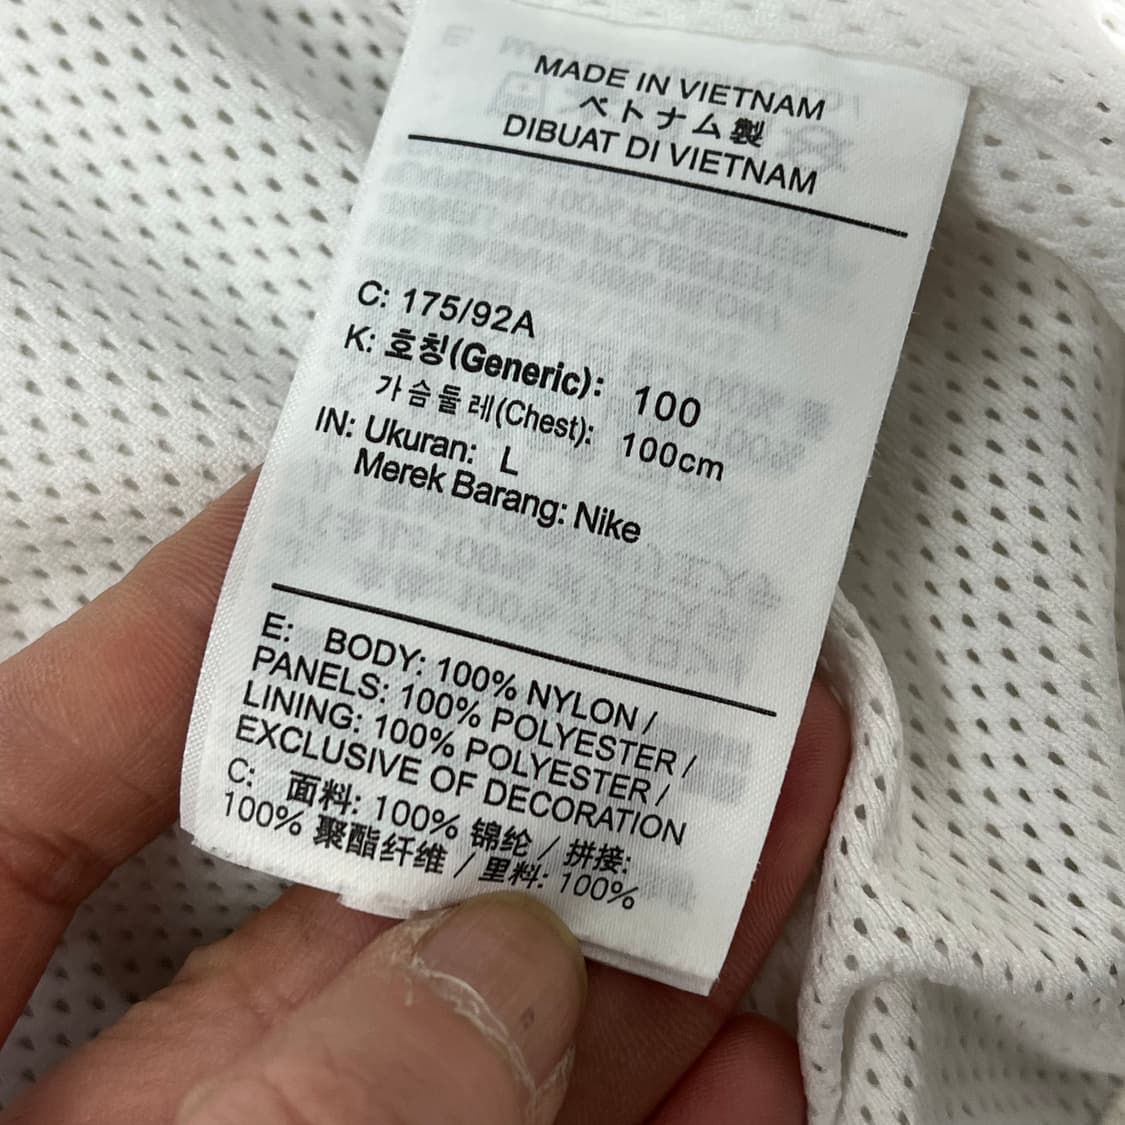 MADE IN VIETNAM
ベトナム製
DIBUAT DI VIETNAM
C: 175/92A
K: 호칭(Generic): 100
가슴둘레(Chest): 100cm
IN: Ukuran: L
Merek Barang: Nike
E: BODY: 100% NYLON /
PANELS: 100% POLYESTER /
LINING: 100% POLYESTER /
EXCLUSIVE OF DECORATION
C: 面料: 100% 锦纶 / 拼接:
100% 聚酯纤维 / 里料: 100%